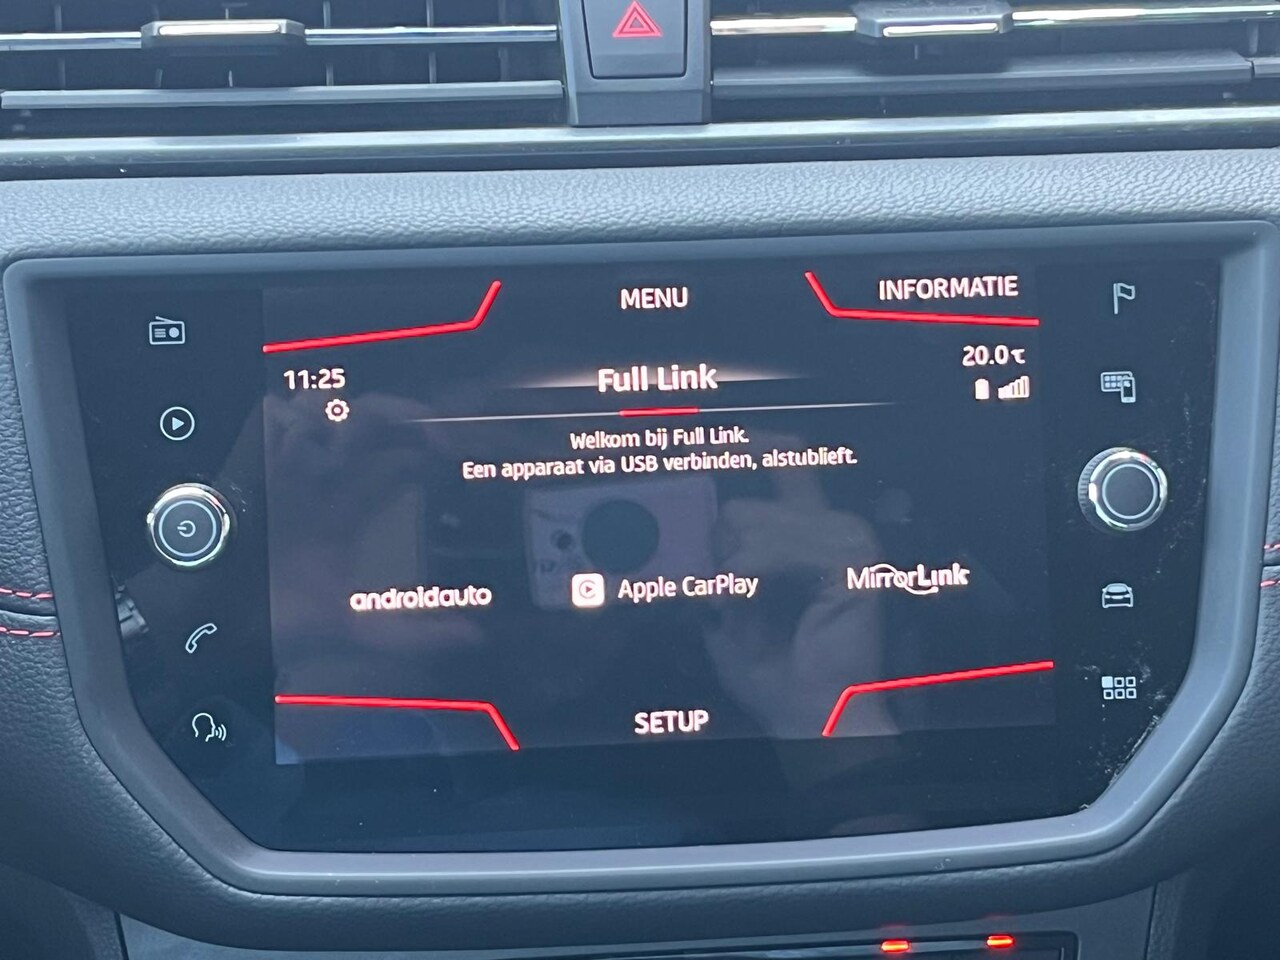 MENU
INFORMATIE
11:25
Full Link
20.0℃
Welkom bij Full Link.
Een apparaat via USB verbinden, alstublieft.
androidauto
Apple CarPlay
MirrorLink
SETUP